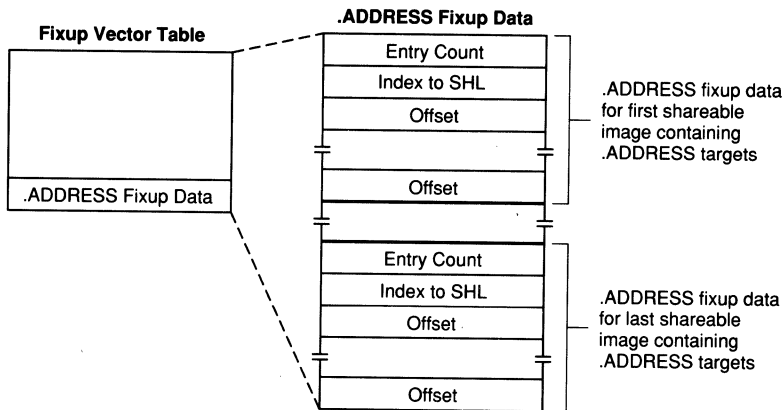 .ADDRESS Fixup Data
Fixup Vector Table
Entry Count
Index to SHL
Offset
Offset
.ADDRESS fixup data
for first shareable
image containing
.ADDRESS targets
.ADDRESS Fixup Data
Entry Count
Index to SHL
Offset
Offset
.ADDRESS fixup data
for last shareable
image containing
.ADDRESS targets